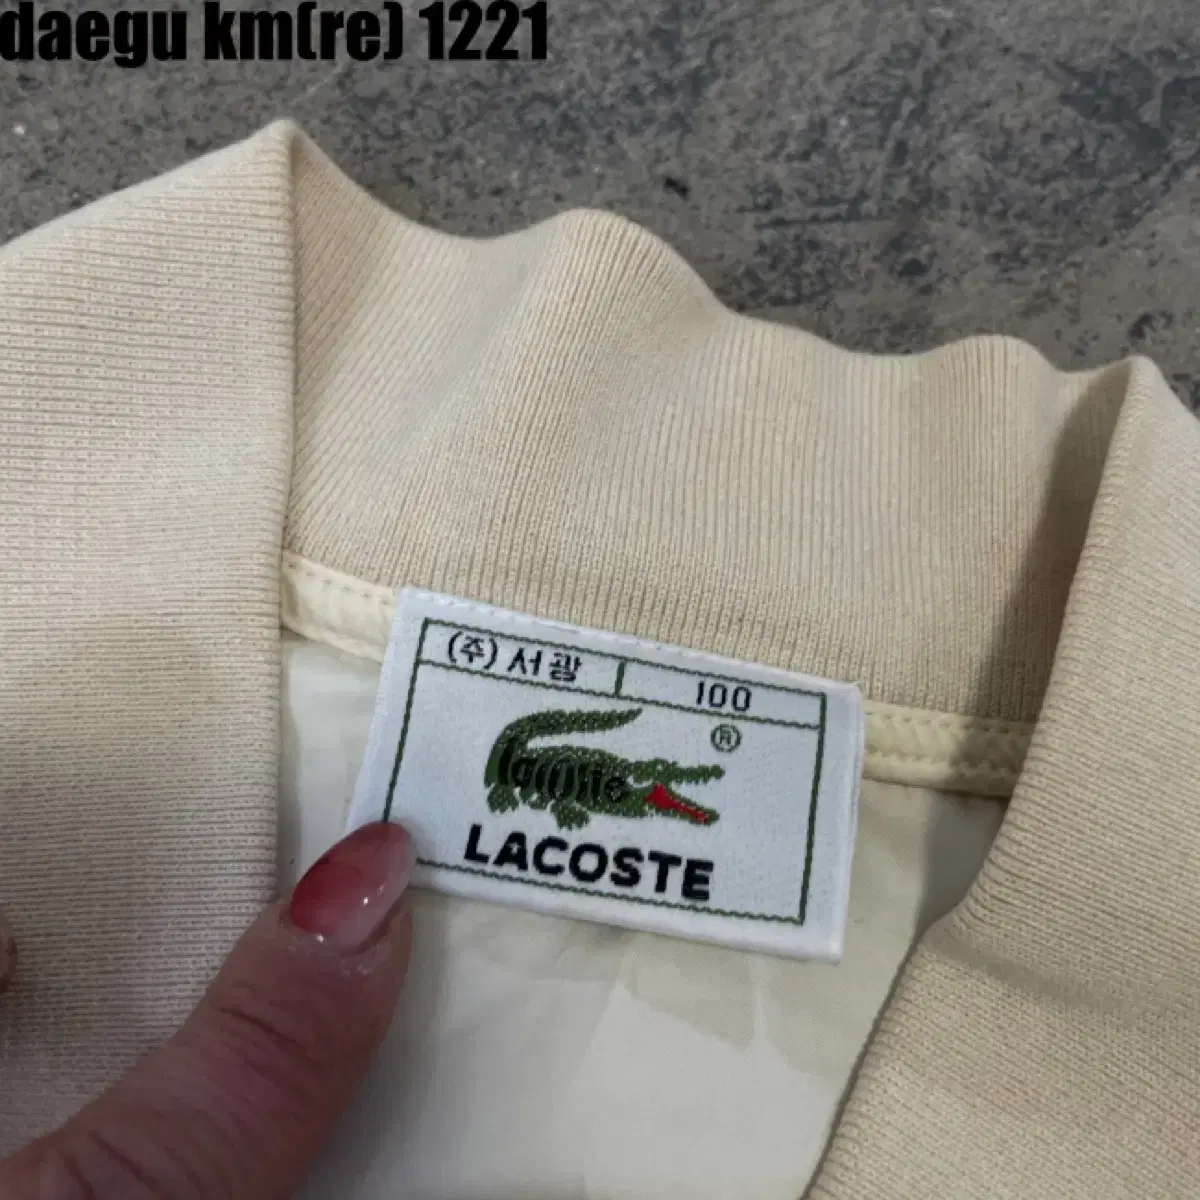 daegu km(re) 1221
(주) 서광
100
®
LACOSTE